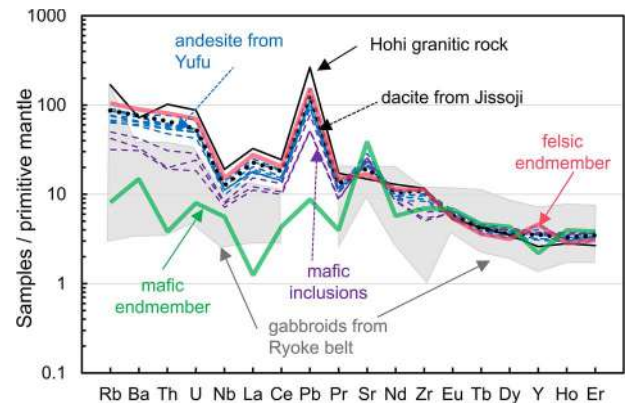 1000
100
10
1
0.1
Samples / primitive mantle
andesite from
Yufu
Hohi granitic rock
dacite from Jissoji
felsic
endmember
mafic
endmember
mafic
inclusions
gabbroids from
Ryoke belt
Rb Ba Th U Nb La Ce Pb Pr Sr Nd Zr Eu Tb Dy Y Ho Er